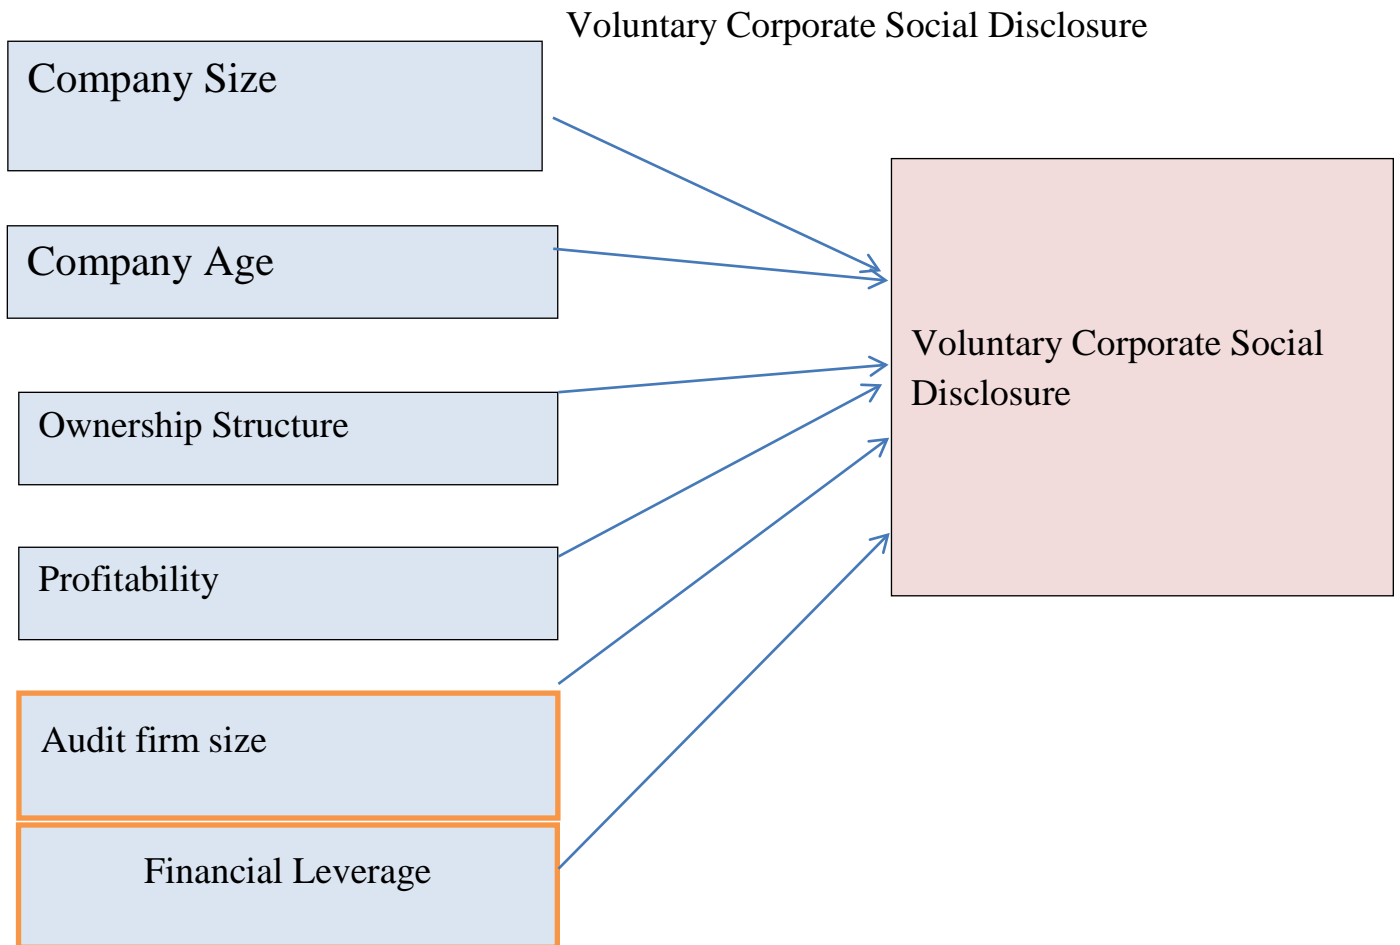 Voluntary Corporate Social Disclosure
Company Size
Company Age
Ownership Structure
Profitability
Audit firm size
Financial Leverage
Voluntary Corporate Social
Disclosure